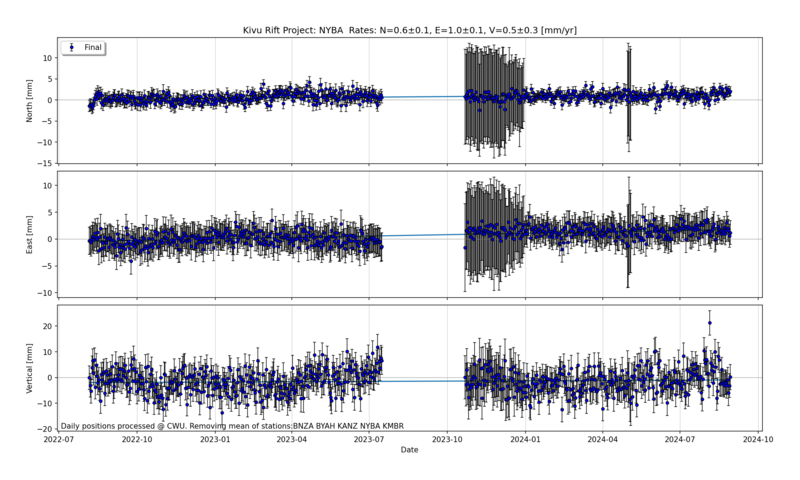 Kivu Rift Project: NYBA  Rates: N=0.6±0.1, E=1.0±0.1, V=0.5±0.3 [mm/yr]
Final
North [mm]
10
5
0
−5
−10
−15
East [mm]
10
5
0
−5
−10
Vertical [mm]
20
10
0
−10
−20
Daily positions processed @ CWU. Removing mean of stations:BNZA BYAH KANZ NYBA KMBR
2022-07 2022-10 2023-01 2023-04 2023-07 2023-10 2024-01 2024-04 2024-07 2024-10
Date